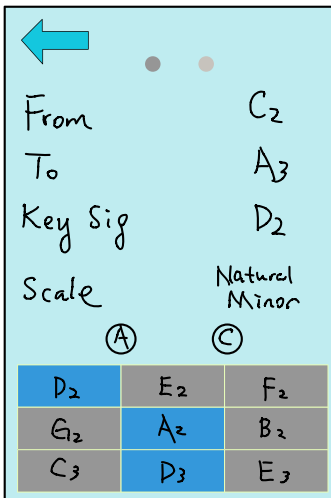 From C2
To A3
Key Sig D2
Scale Natural Minor
A C
D2 E2 F2
G2 A2 B2
C3 D3 E3